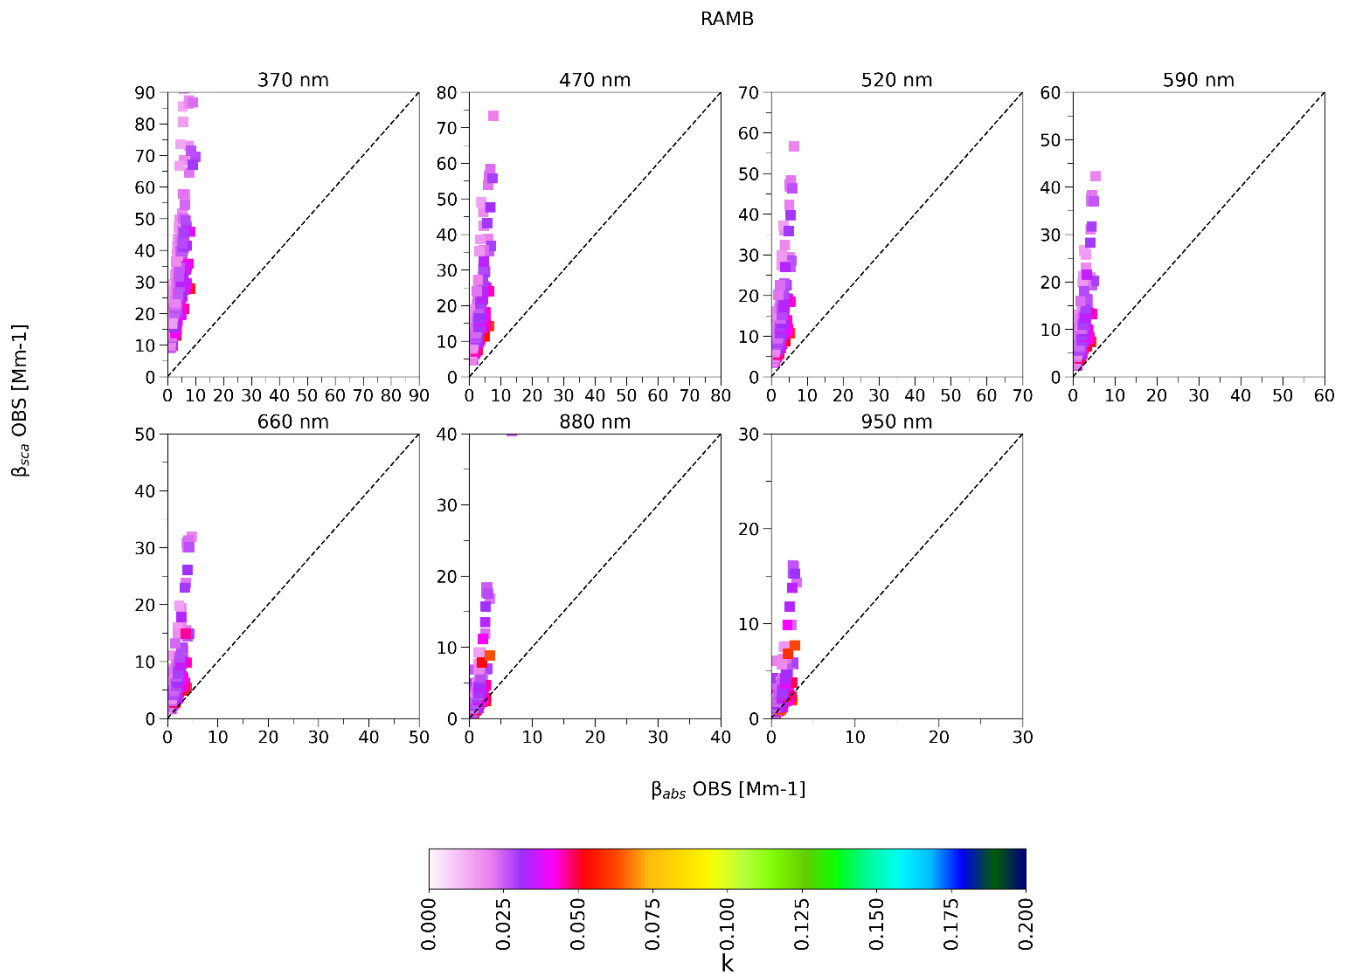 RAMB
370 nm 470 nm 520 nm 590 nm
90 80 70 60
80 70 60 50
70 60 50 40
60 50 40 30
50 40 30 20
40 30 20 10
30 20 10 0
20 10 0
10 0
0
0 10 20 30 40 50 60 70 80 90 0 10 20 30 40 50 60 70 80 0 10 20 30 40 50 60 70 0 10 20 30 40 50 60
660 nm 880 nm 950 nm
50 40 30
40 30 20
30 20 10
20 10 0
10 0
0
0 10 20 30 40 50 0 10 20 30 40 0 10 20 30
βsca OBS [Mm-1]
βabs OBS [Mm-1]
0.000 0.025 0.050 0.075 0.100 0.125 0.150 0.175 0.200
k